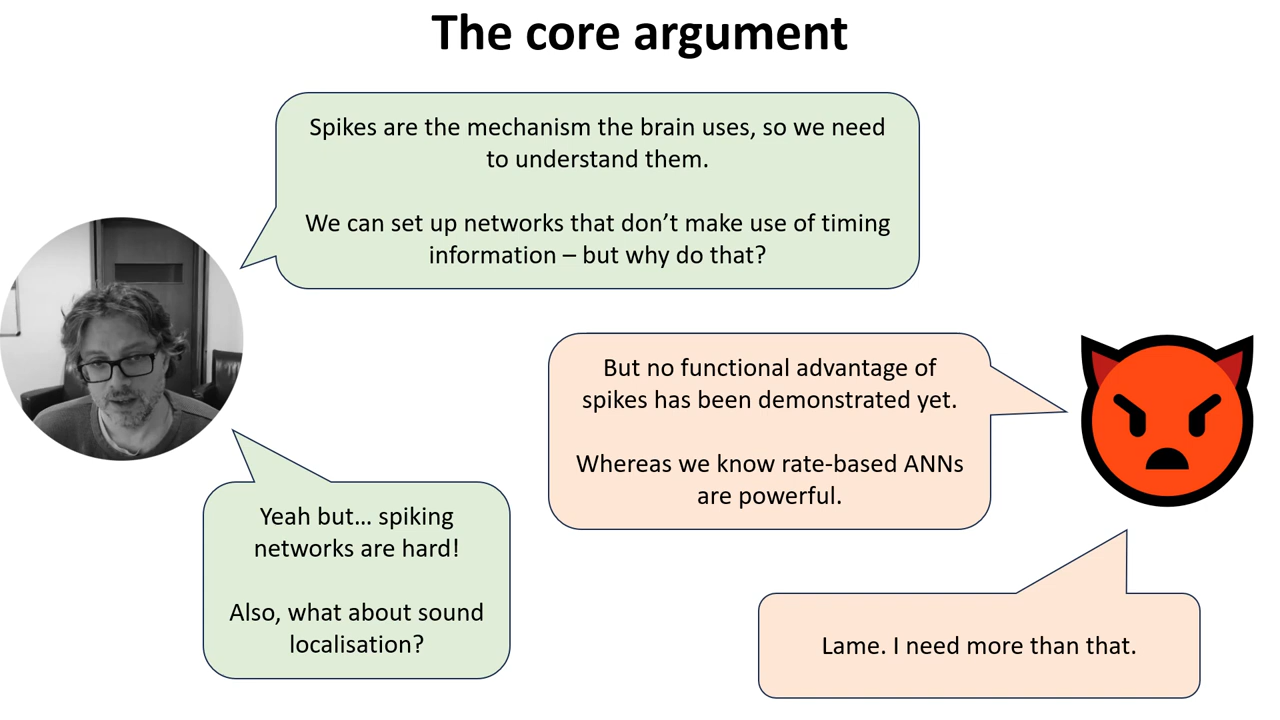 The core argument
Spikes are the mechanism the brain uses, so we need
to understand them.
We can set up networks that don’t make use of timing
information – but why do that?
But no functional advantage of
spikes has been demonstrated yet.
Whereas we know rate-based ANNs
are powerful.
Yeah but... spiking
networks are hard!
Also, what about sound
localisation?
Lame. I need more than that.